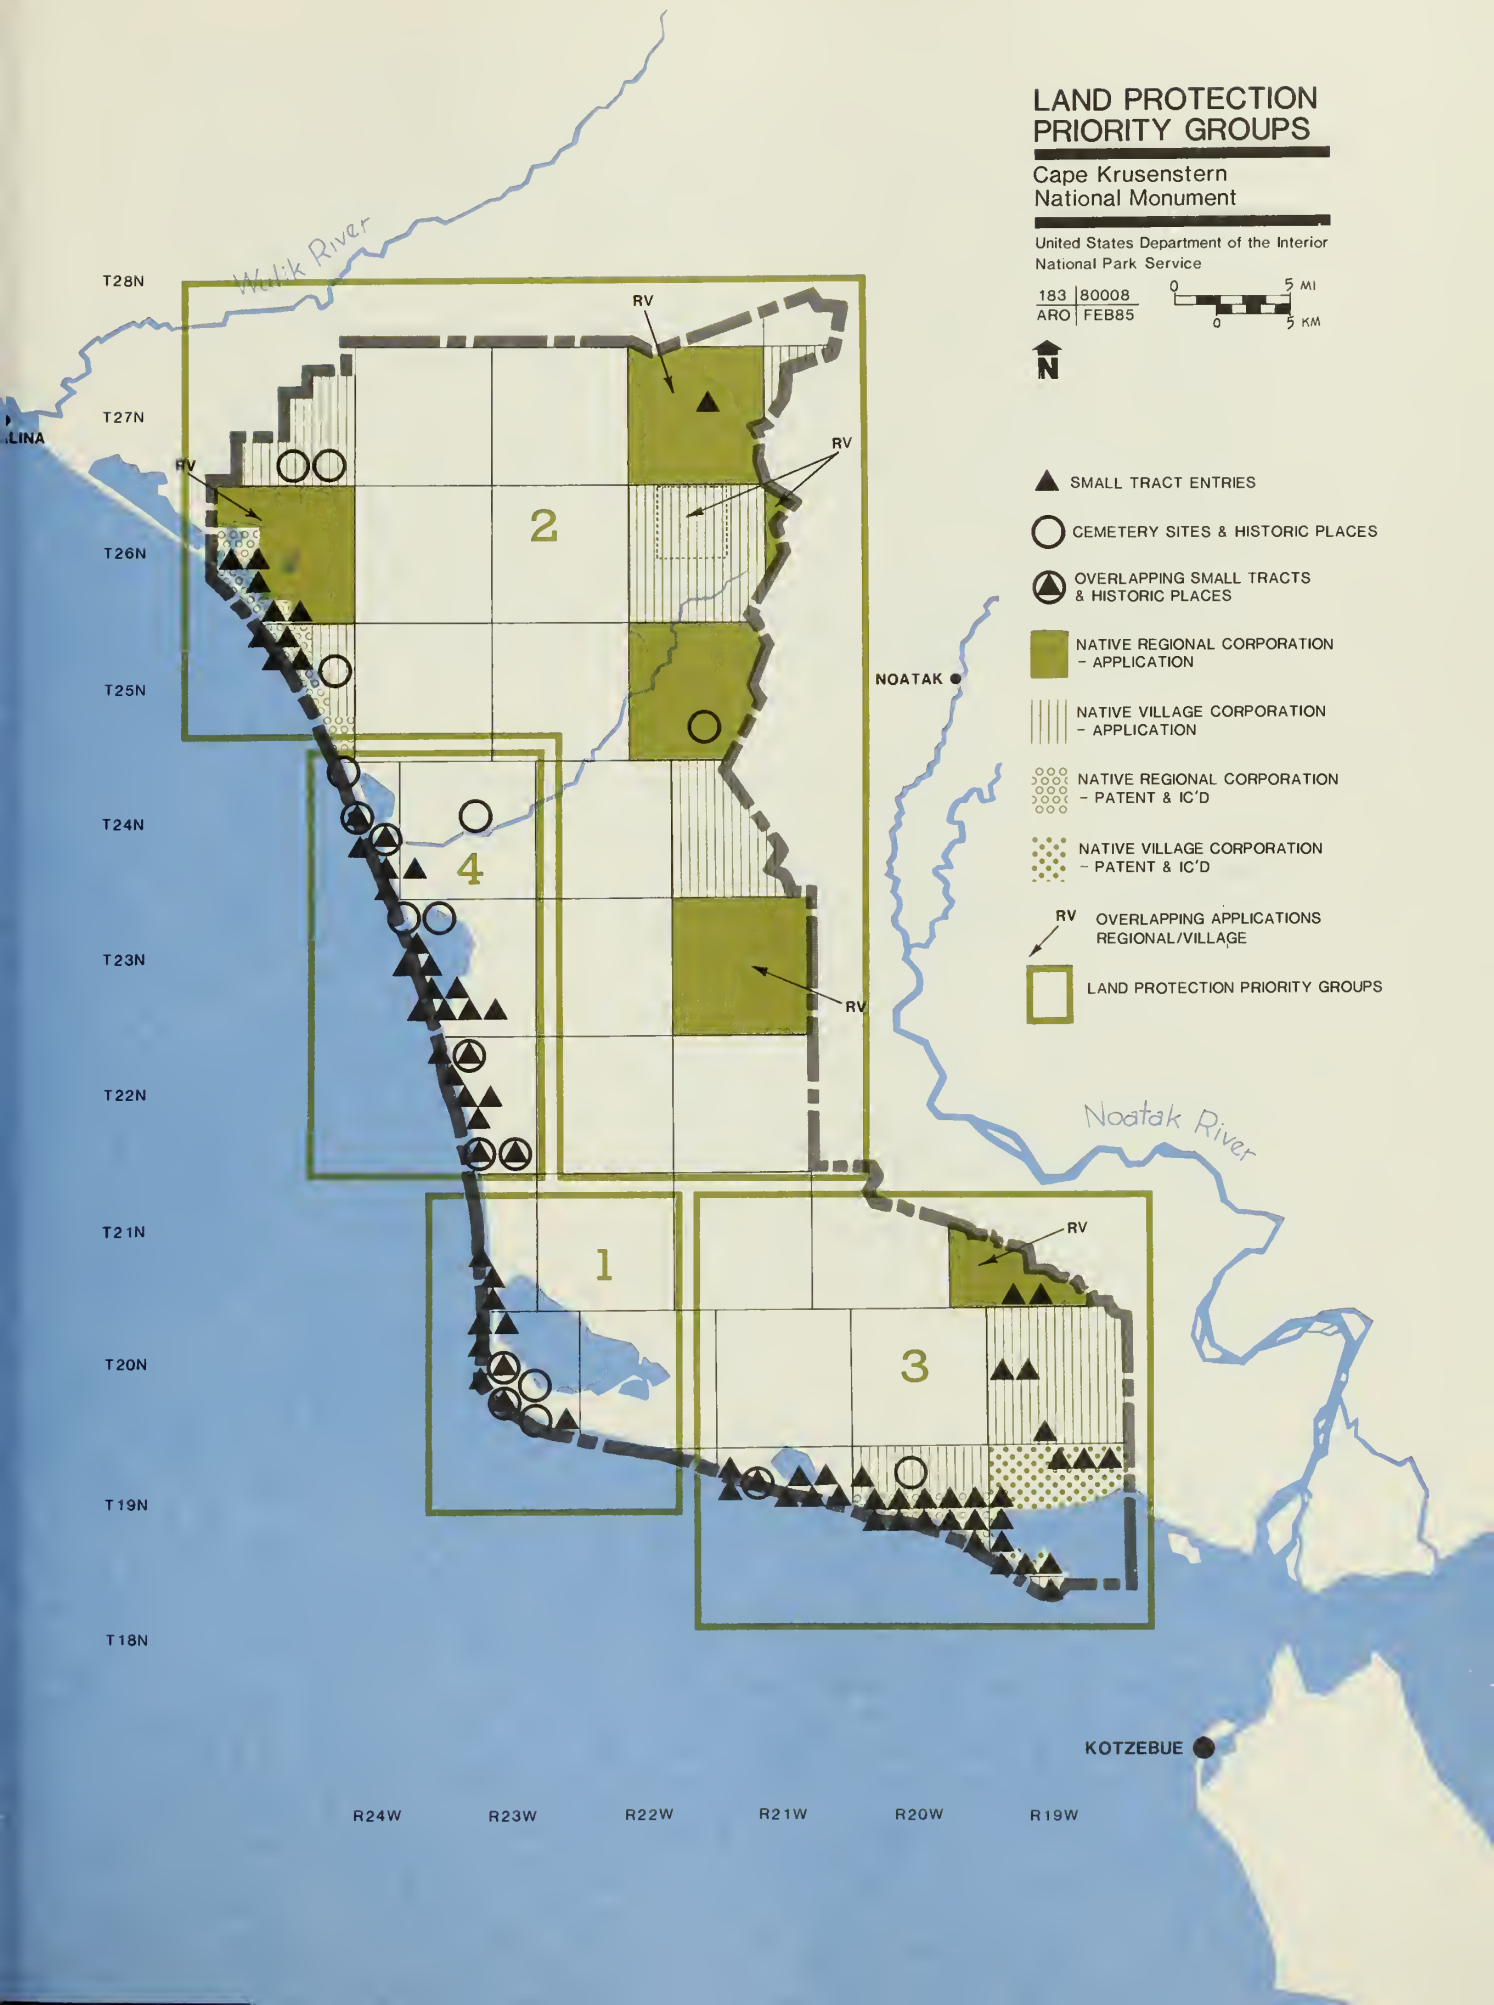 LAND PROTECTION
PRIORITY GROUPS
Cape Krusenstern
National Monument
United States Department of the Interior
National Park Service
183 80008
ARO FEB85
0 5 MI
0 5 KM
N
Wulik River
T28N
RV
T27N
LINA
RV
RV
2
T26N
T25N
NOATAK
T24N
4
T23N
RV
T22N
Noatak River
T21N
RV
1
T20N
3
T19N
T18N
KOTZEBUE
R24W
R23W
R22W
R21W
R20W
R19W
SMALL TRACT ENTRIES
CEMETERY SITES & HISTORIC PLACES
OVERLAPPING SMALL TRACTS
& HISTORIC PLACES
NATIVE REGIONAL CORPORATION
- APPLICATION
NATIVE VILLAGE CORPORATION
- APPLICATION
NATIVE REGIONAL CORPORATION
- PATENT & IC'D
NATIVE VILLAGE CORPORATION
- PATENT & IC'D
RV OVERLAPPING APPLICATIONS
REGIONAL/VILLAGE
LAND PROTECTION PRIORITY GROUPS